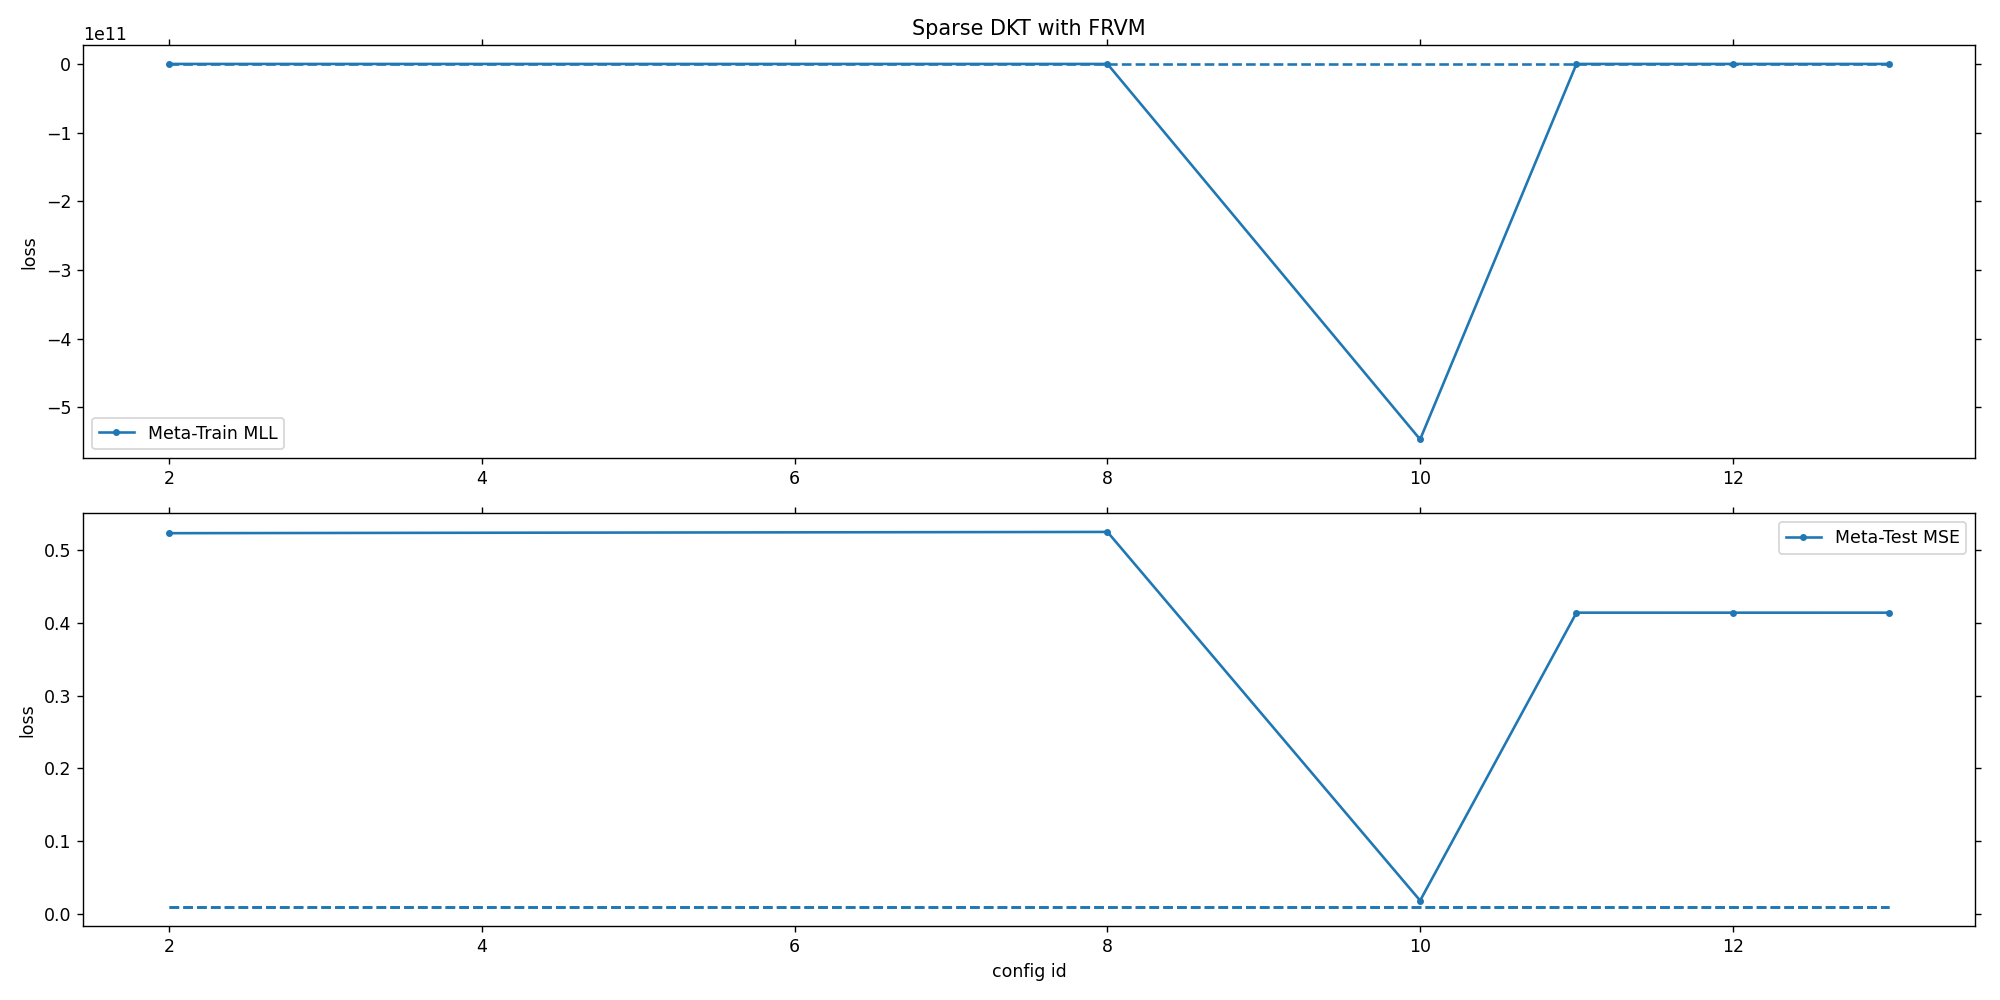 Sparse DKT with FRVM
1e11
0
−1
−2
−3
−4
−5
loss
Meta-Train MLL
2 4 6 8 10 12
0.5
0.4
0.3
0.2
0.1
0.0
loss
Meta-Test MSE
2 4 6 8 10 12
config id